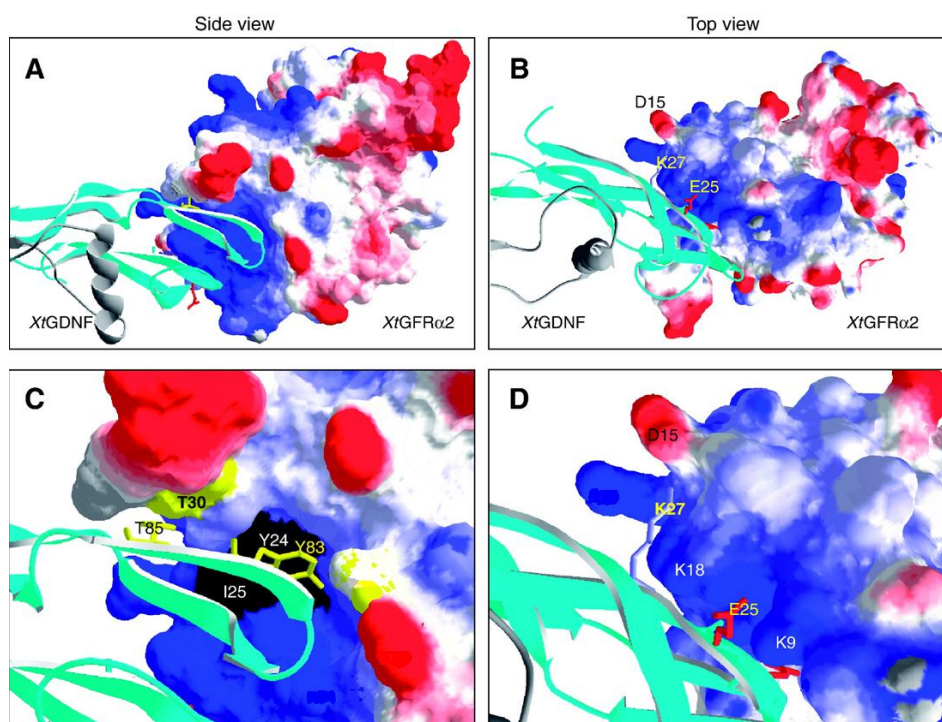 Side view
Top view
A
XtGDNF
XtGFRα2
B
D15
K27
E25
XtGDNF
XtGFRα2
C
T30
T85
Y24
Y83
I25
D
D15
K27
K18
E25
K9